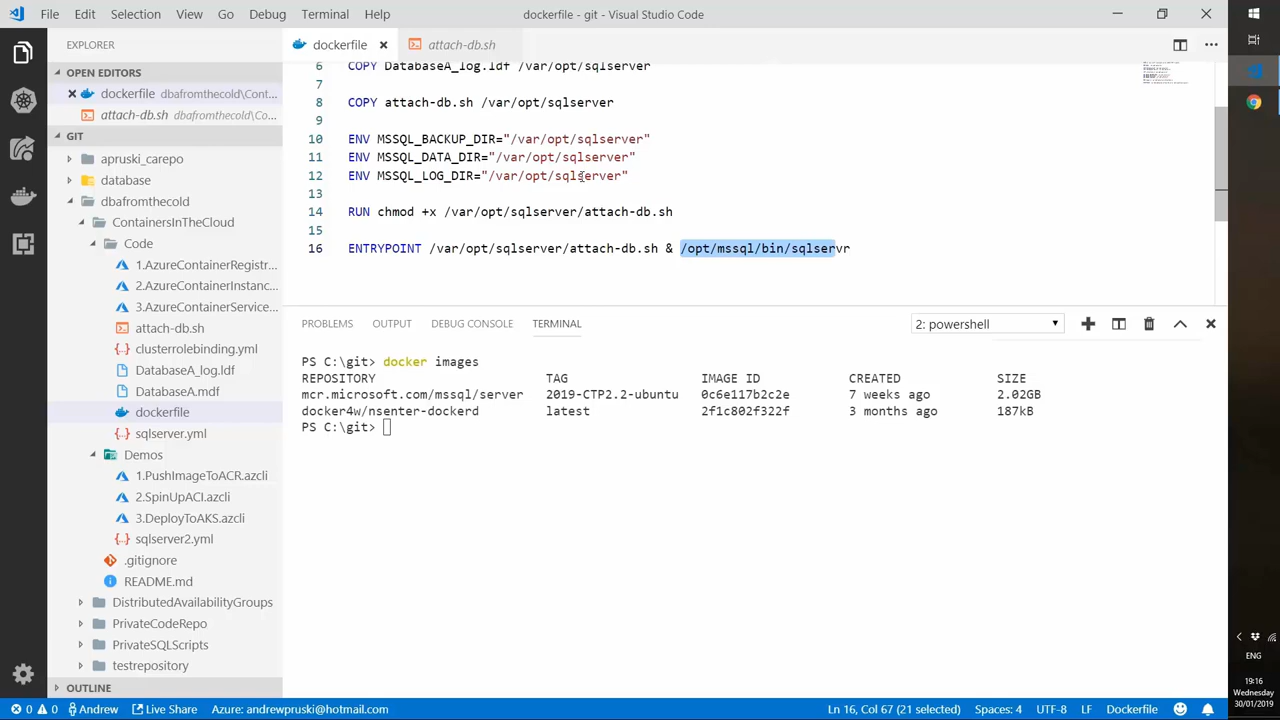 File Edit Selection View Go Debug Terminal Help dockerfile - git - Visual Studio Code
EXPLORER
OPEN EDITORS
dockerfile dbafromthecold\Cont...
attach-db.sh dbafromthecold\Co...
GIT
apruski_carepo
database
dbafromthecold
ContainersInTheCloud
Code
1.AzureContainerRegistr...
2.AzureContainerInstanc...
3.AzureContainerService...
attach-db.sh
clusterrolebinding.yml
DatabaseA_log.ldf
DatabaseA.mdf
dockerfile
sqlserver.yml
Demos
1.PushImageToACR.azcli
2.SpinUpACI.azcli
3.DeployToAKS.azcli
sqlserver2.yml
.gitignore
README.md
DistributedAvailabilityGroups
PrivateCodeRepo
PrivateSQLScripts
testrepository
OUTLINE
dockerfile attach-db.sh
6 COPY DatabaseA_log.ldf /var/opt/sqlserver
7
8 COPY attach-db.sh /var/opt/sqlserver
9
10 ENV MSSQL_BACKUP_DIR="/var/opt/sqlserver"
11 ENV MSSQL_DATA_DIR="/var/opt/sqlserver"
12 ENV MSSQL_LOG_DIR="/var/opt/sqlserver"
13
14 RUN chmod +x /var/opt/sqlserver/attach-db.sh
15
16 ENTRYPOINT /var/opt/sqlserver/attach-db.sh & /opt/mssql/bin/sqlservr
PROBLEMS OUTPUT DEBUG CONSOLE TERMINAL 2: powershell
PS C:\git> docker images
REPOSITORY TAG IMAGE ID CREATED SIZE
mcr.microsoft.com/mssql/server 2019-CTP2.2-ubuntu 0c6e117b2c2e 7 weeks ago 2.02GB
docker4w/nsenter-dockerd latest 2f1c802f322f 3 months ago 187kB
PS C:\git>
0 0 Andrew Live Share Azure: andrewpruski@hotmail.com Ln 16, Col 67 (21 selected) Spaces: 4 UTF-8 LF Dockerfile
ENG
19:16
Wednesday
30/01/2019